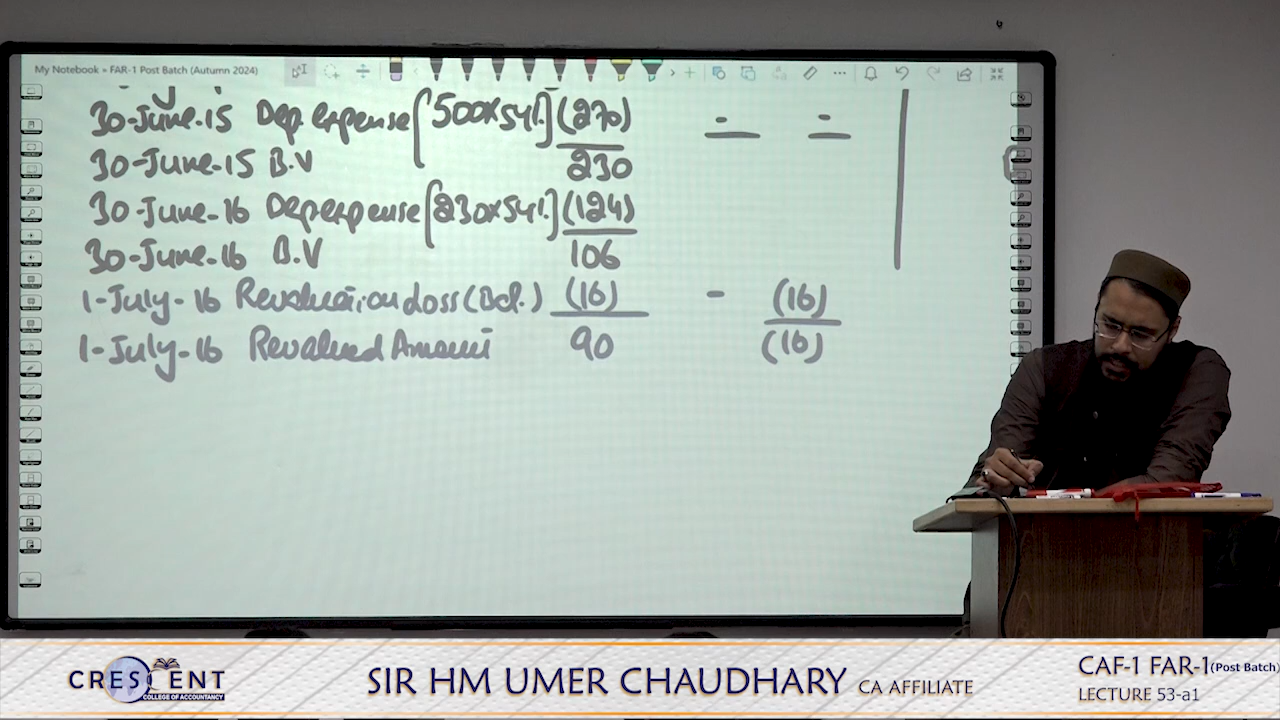 My Notebook » FAR-1 Post Batch (Autumn 2024)
30-June-15 Dep. expense [500x54%] (270) - -
30-June-15 B.V 230
30-June-16 Dep expense [230x54%] (124)
30-June-16 B.V 106
1-July-16 Revaluation Loss (Bal.) (16) - (16)
1-July-16 Revalued Amount 90 (16)
CRESCENT
COLLEGE OF ACCOUNTANCY
SIR HM UMER CHAUDHARY CA AFFILIATE
CAF-1 FAR-1 (Post Batch)
LECTURE 53-a1